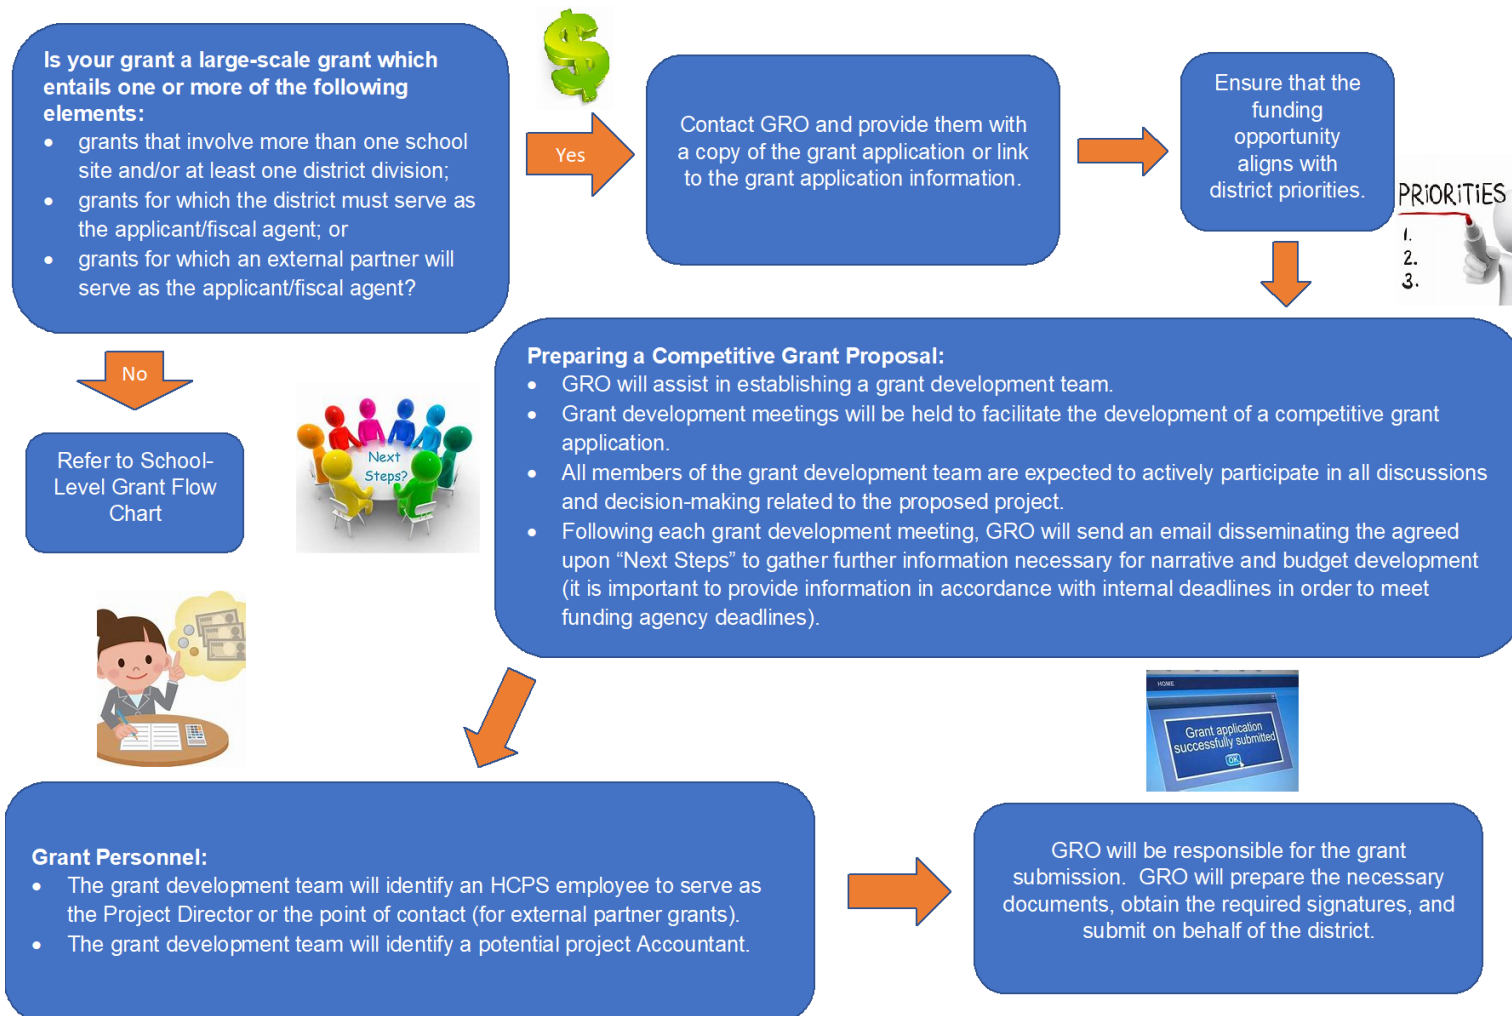 Is your grant a large-scale grant which
entails one or more of the following
elements:
• grants that involve more than one school
site and/or at least one district division;
• grants for which the district must serve as
the applicant/fiscal agent; or
• grants for which an external partner will
serve as the applicant/fiscal agent?
Yes
Contact GRO and provide them with
a copy of the grant application or link
to the grant application information.
Ensure that the
funding
opportunity
aligns with
district priorities.
PRIORITIES
1.
2.
3.
No
Refer to School-
Level Grant Flow
Chart
Next
Steps?
Preparing a Competitive Grant Proposal:
• GRO will assist in establishing a grant development team.
• Grant development meetings will be held to facilitate the development of a competitive grant
application.
• All members of the grant development team are expected to actively participate in all discussions
and decision-making related to the proposed project.
• Following each grant development meeting, GRO will send an email disseminating the agreed
upon “Next Steps” to gather further information necessary for narrative and budget development
(it is important to provide information in accordance with internal deadlines in order to meet
funding agency deadlines).
HOME
Grant application
successfully submitted
OK
Grant Personnel:
• The grant development team will identify an HCPS employee to serve as
the Project Director or the point of contact (for external partner grants).
• The grant development team will identify a potential project Accountant.
GRO will be responsible for the grant
submission.  GRO will prepare the necessary
documents, obtain the required signatures, and
submit on behalf of the district.